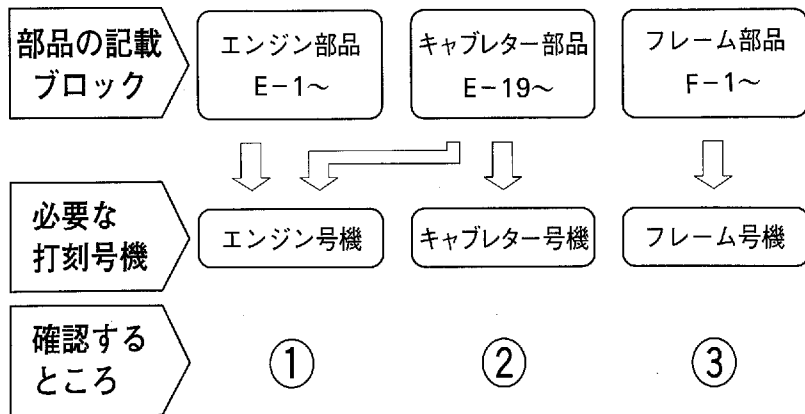 部品の記載
ブロック
エンジン部品
E-1～
キャブレター部品
E-19～
フレーム部品
F-1～
必要な
打刻号機
エンジン号機
キャブレター号機
フレーム号機
確認する
ところ
①
②
③